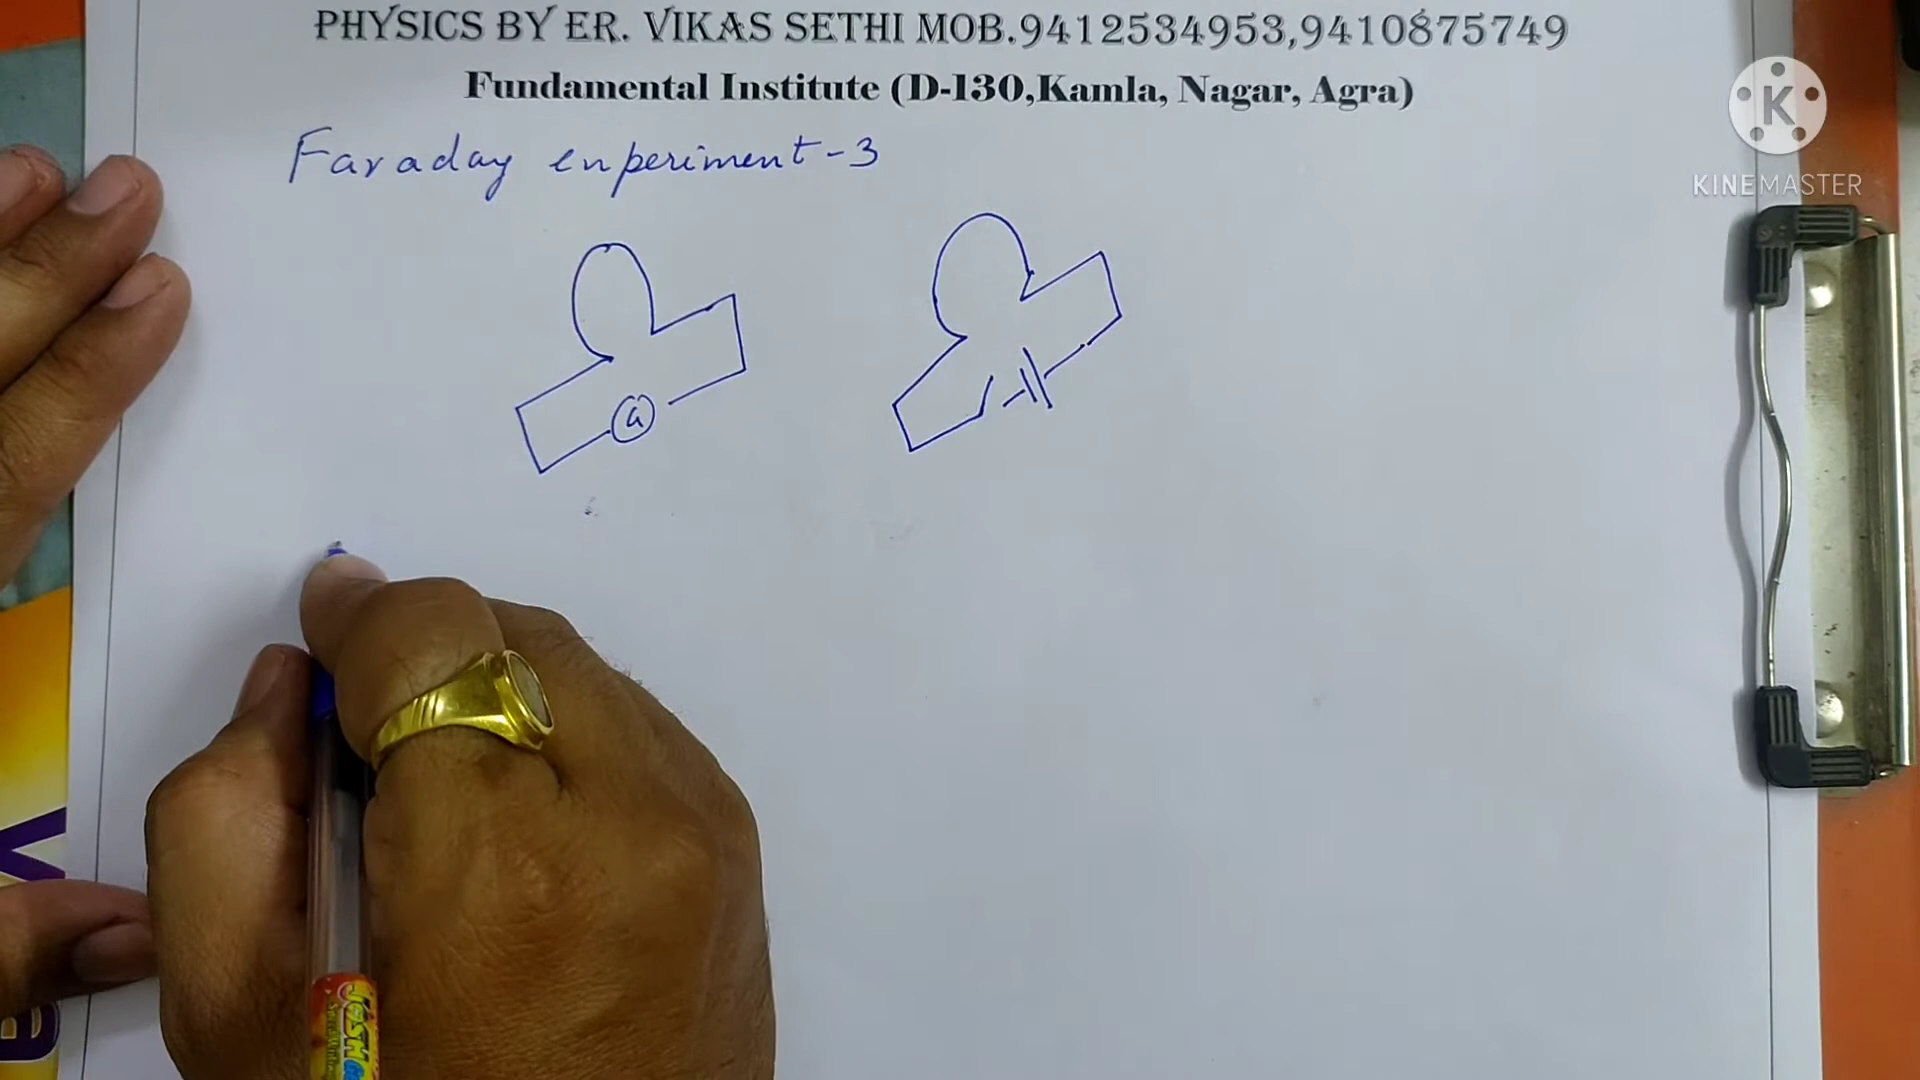 PHYSICS BY ER. VIKAS SETHI MOB.9412534953,9410875749
Fundamental Institute (D-130,Kamla, Nagar, Agra)
K
KINEMASTER
Faraday enperiment-3
G